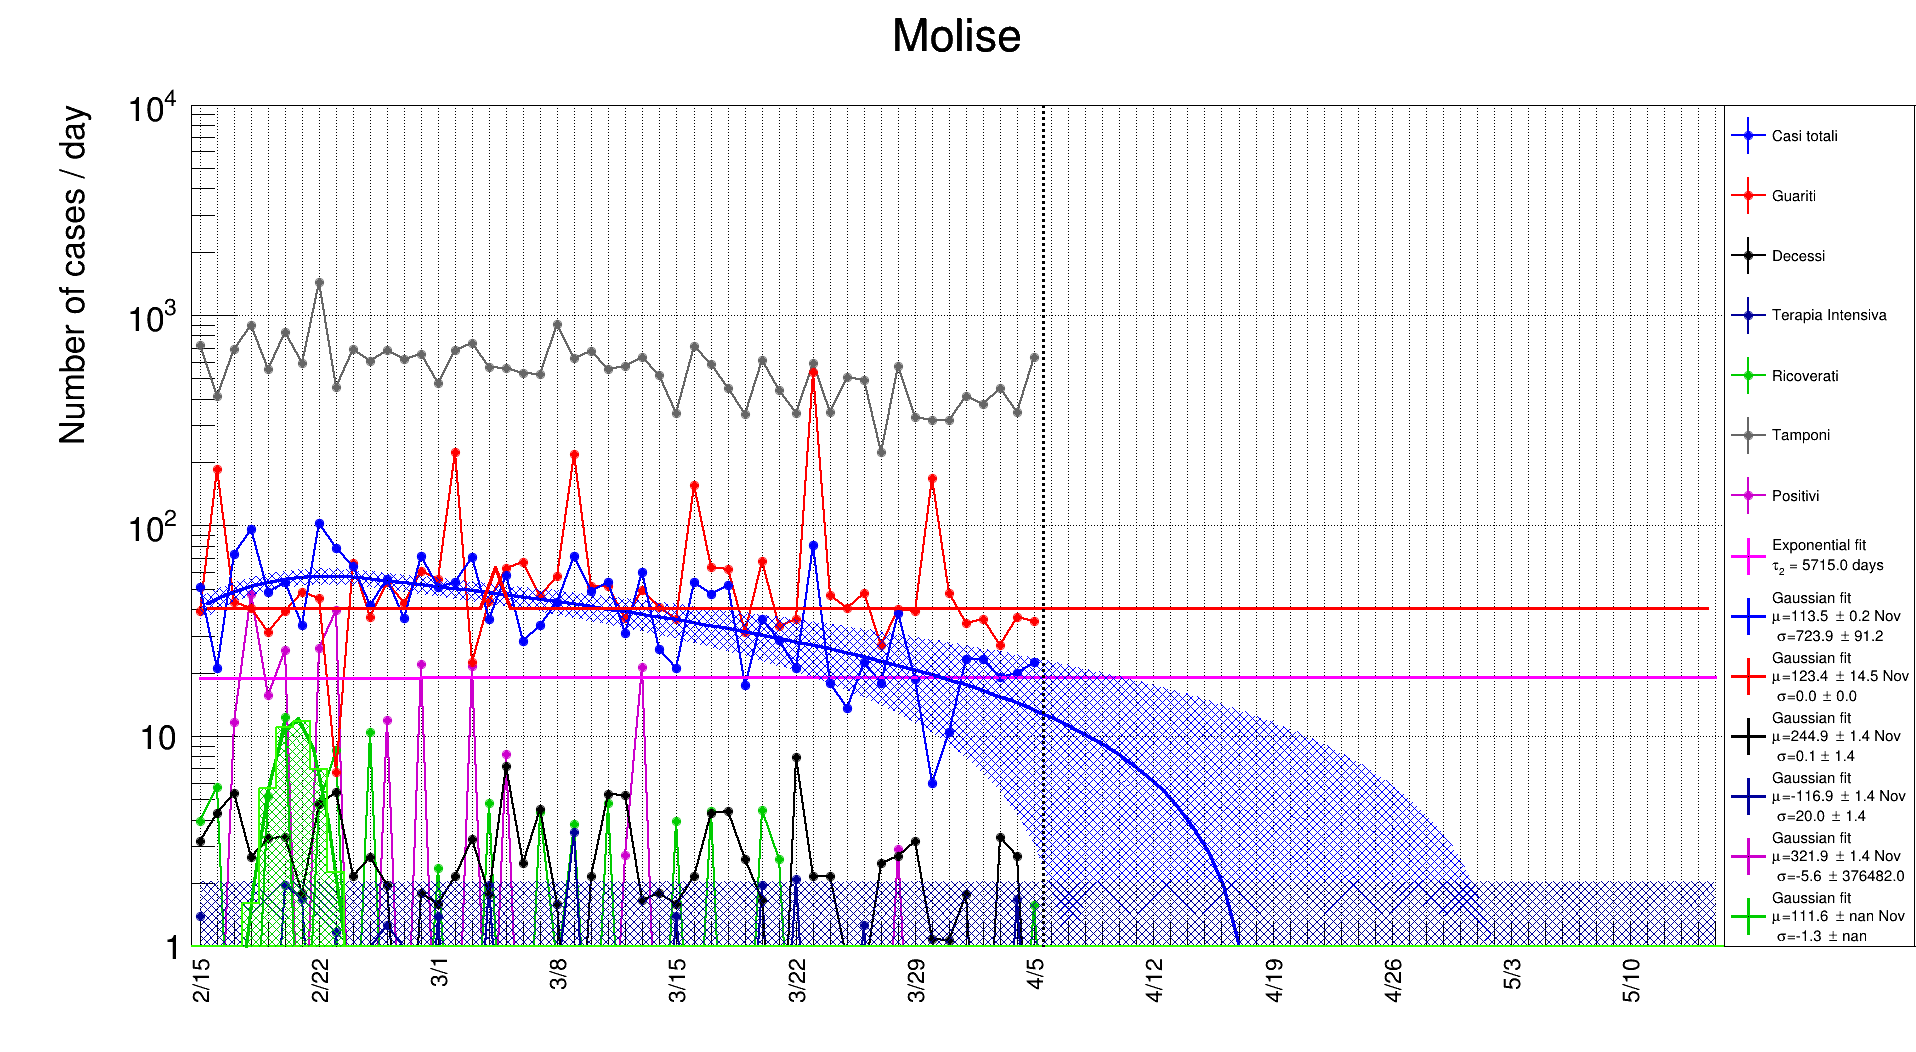 Molise
Number of cases / day
10^4
10^3
10^2
10
1
2/15
2/22
3/1
3/8
3/15
3/22
3/29
4/5
4/12
4/19
4/26
5/3
5/10
Casi totali
Guariti
Decessi
Terapia Intensiva
Ricoverati
Tamponi
Positivi
Exponential fit
τ₂ = 5715.0 days
Gaussian fit
μ=113.5 ± 0.2 Nov
σ=723.9 ± 91.2
Gaussian fit
μ=123.4 ± 14.5 Nov
σ=0.0 ± 0.0
Gaussian fit
μ=244.9 ± 1.4 Nov
σ=0.1 ± 1.4
Gaussian fit
μ=-116.9 ± 1.4 Nov
σ=20.0 ± 1.4
Gaussian fit
μ=321.9 ± 1.4 Nov
σ=-5.6 ± 376482.0
Gaussian fit
μ=111.6 ± nan Nov
σ=-1.3 ± nan